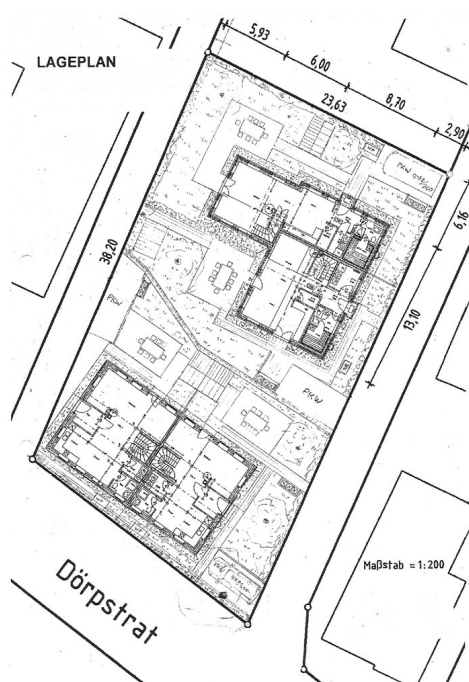 LAGEPLAN
5,93
6,00
8,70
2,90
23,63
6,16
38,20
13,10
PKW
PKW
Maßstab = 1:200
Dörpstrat